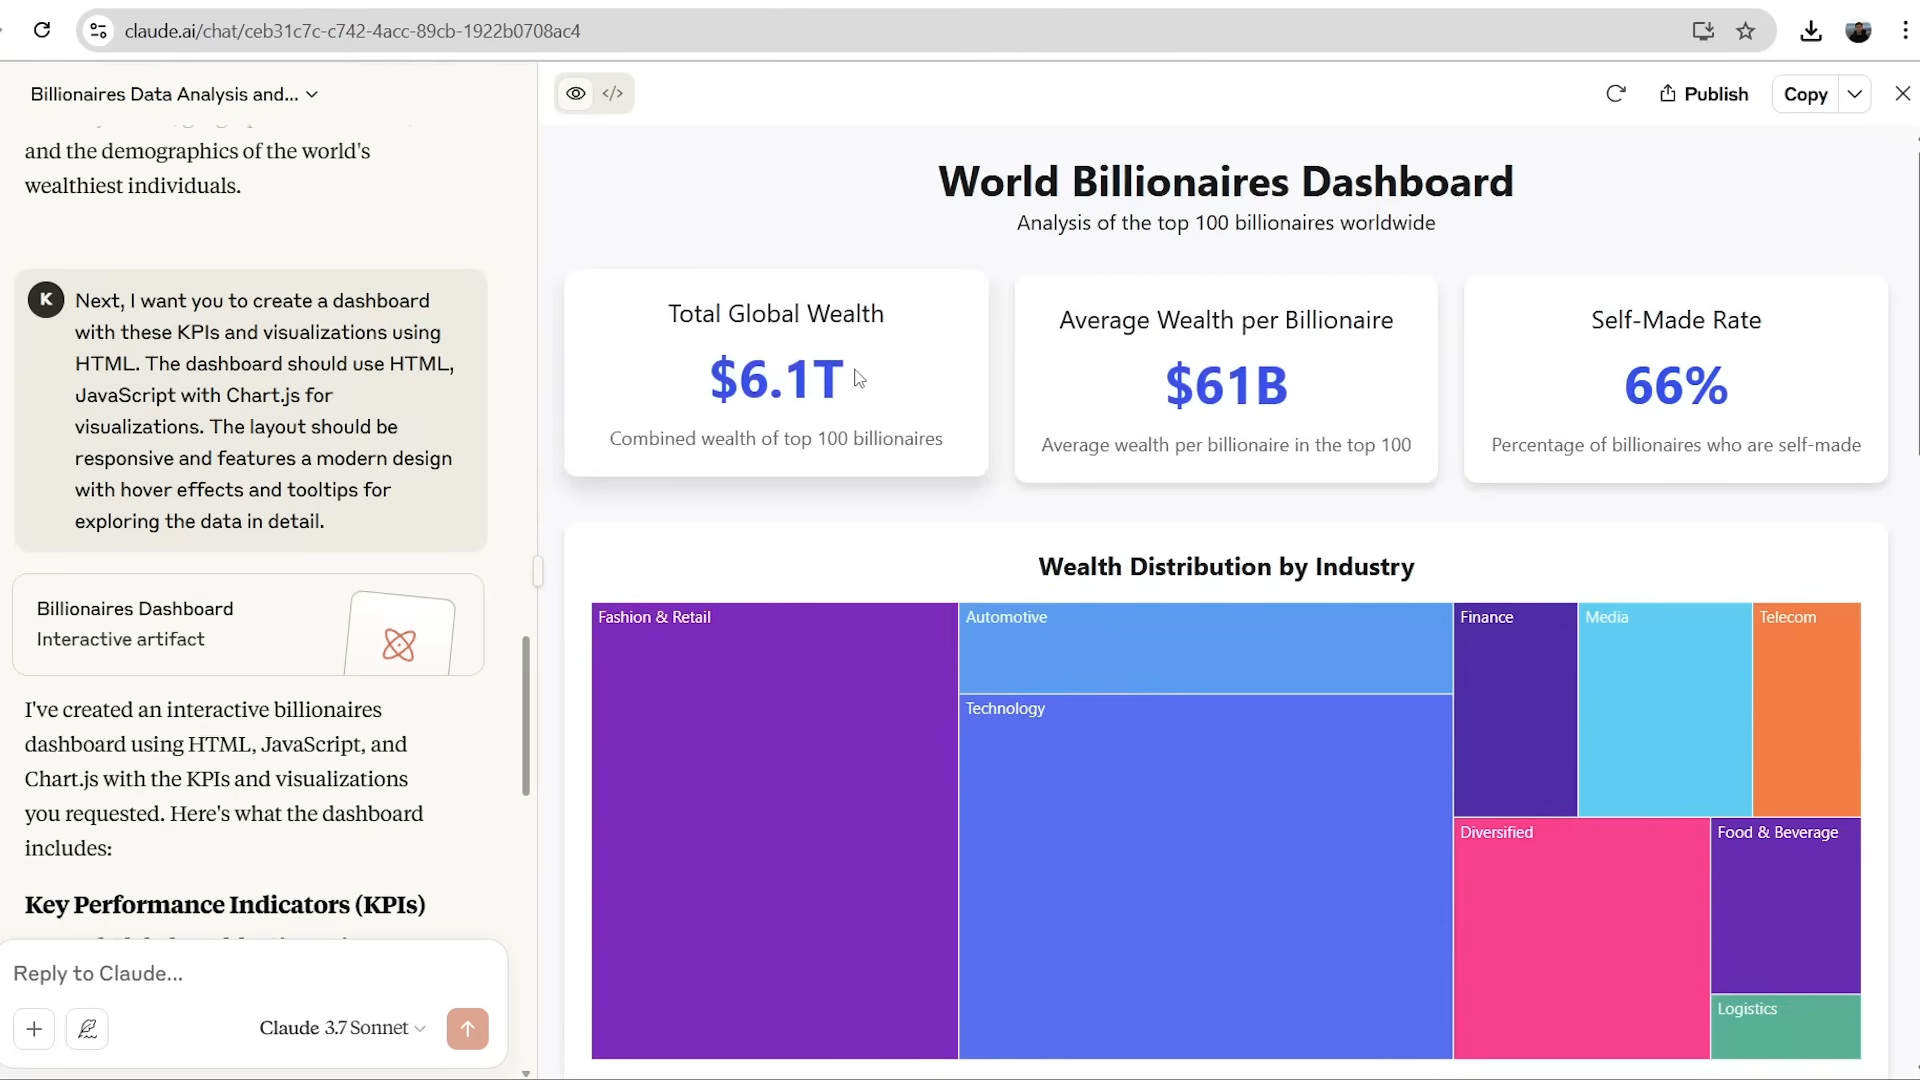 claude.ai/chat/ceb31c7c-c742-4acc-89cb-1922b0708ac4
Billionaires Data Analysis and...
and the demographics of the world's
wealthiest individuals.
K
Next, I want you to create a dashboard
with these KPIs and visualizations using
HTML. The dashboard should use HTML,
JavaScript with Chart.js for
visualizations. The layout should be
responsive and features a modern design
with hover effects and tooltips for
exploring the data in detail.
Billionaires Dashboard
Interactive artifact
I've created an interactive billionaires
dashboard using HTML, JavaScript, and
Chart.js with the KPIs and visualizations
you requested. Here's what the dashboard
includes:
Key Performance Indicators (KPIs)
Reply to Claude...
Claude 3.7 Sonnet
Publish
Copy
World Billionaires Dashboard
Analysis of the top 100 billionaires worldwide
Total Global Wealth
$6.1T
Combined wealth of top 100 billionaires
Average Wealth per Billionaire
$61B
Average wealth per billionaire in the top 100
Self-Made Rate
66%
Percentage of billionaires who are self-made
Wealth Distribution by Industry
Fashion & Retail
Automotive
Technology
Finance
Media
Telecom
Diversified
Food & Beverage
Logistics